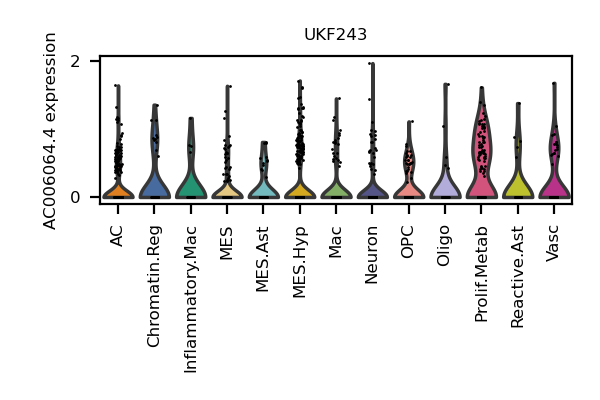 UKF243
AC006064.4 expression
2
0
AC
Chromatin.Reg
Inflammatory.Mac
MES
MES.Ast
MES.Hyp
Mac
Neuron
OPC
Oligo
Prolif.Metab
Reactive.Ast
Vasc